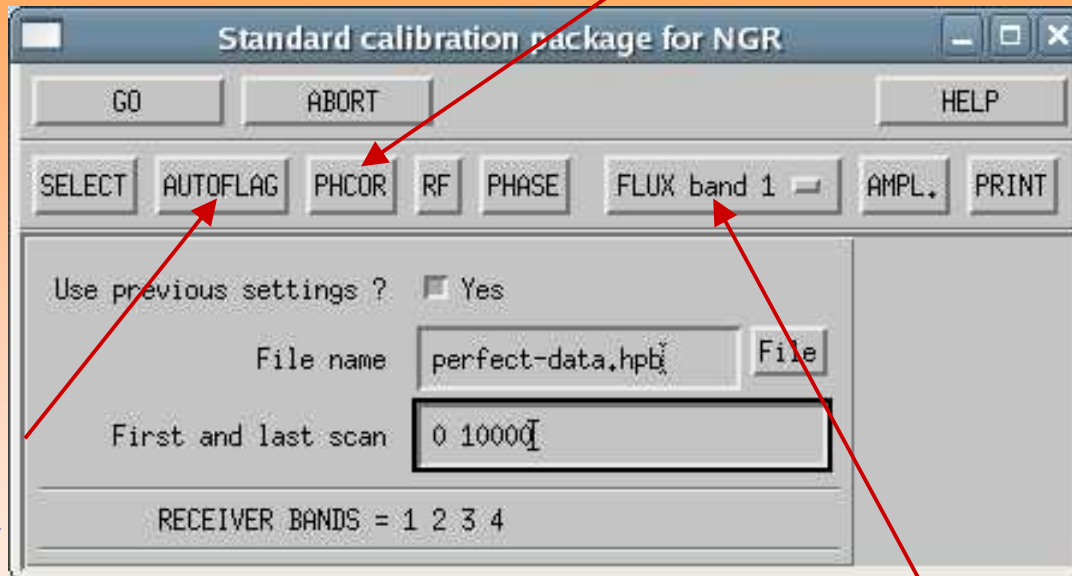 Standard calibration package for NGR
GO ABORT HELP
SELECT AUTOFLAG PHCOR RF PHASE FLUX band 1 AMPL. PRINT
Use previous settings ? Yes
File name perfect-data.hpb File
First and last scan 0 10000
RECEIVER BANDS = 1 2 3 4